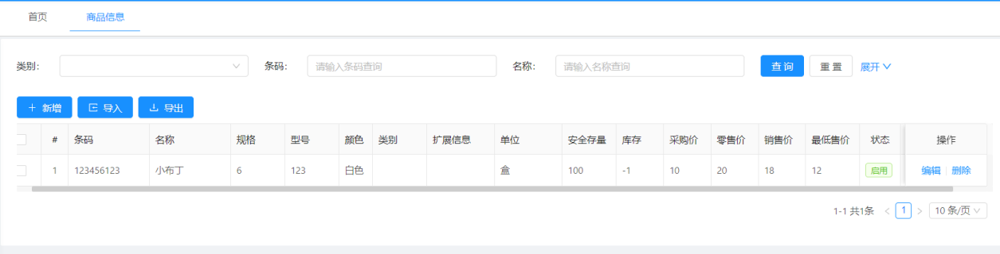 首页 商品信息
类别: 条码: 请输入条码查询 名称: 请输入名称查询 查询 重置 展开
新增 导入 导出
# 条码 名称 规格 型号 颜色 类别 扩展信息 单位 安全存量 库存 采购价 零售价 销售价 最低售价 状态 操作
1 123456123 小布丁 6 123 白色 盒 100 -1 10 20 18 12 启用 编辑 删除
1-1 共1条 < 1 > 10 条/页